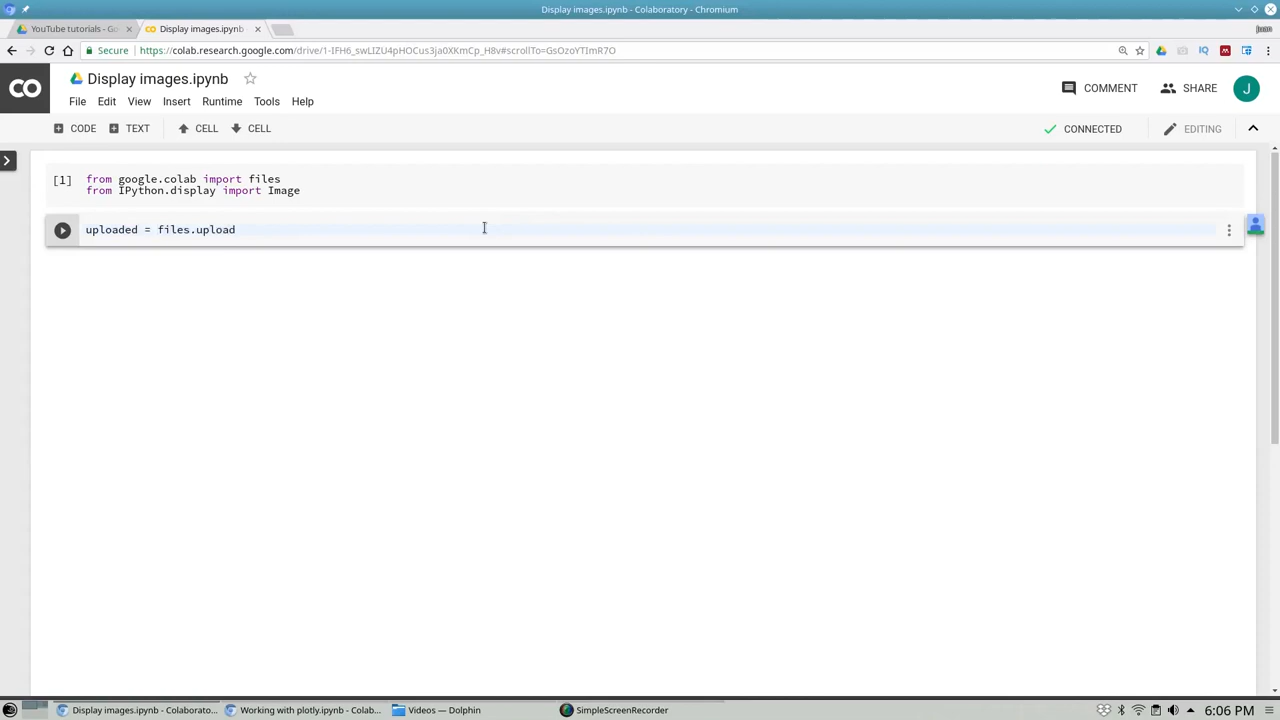 Display images.ipynb - Colaboratory - Chromium
YouTube tutorials - Go
Display images.ipynb
juan
Secure
https://colab.research.google.com/drive/1-IFH6_swLIZU4pHOCus3ja0XKmCp_H8v#scrollTo=GsOzoYTImR7O
CO
Display images.ipynb
COMMENT
SHARE
J
File Edit View Insert Runtime Tools Help
CODE TEXT CELL CELL
CONNECTED
EDITING
[1]
from google.colab import files
from IPython.display import Image
uploaded = files.upload
Display images.ipynb - Colaborato...
Working with plotly.ipynb - Colab...
Videos — Dolphin
SimpleScreenRecorder
6:06 PM